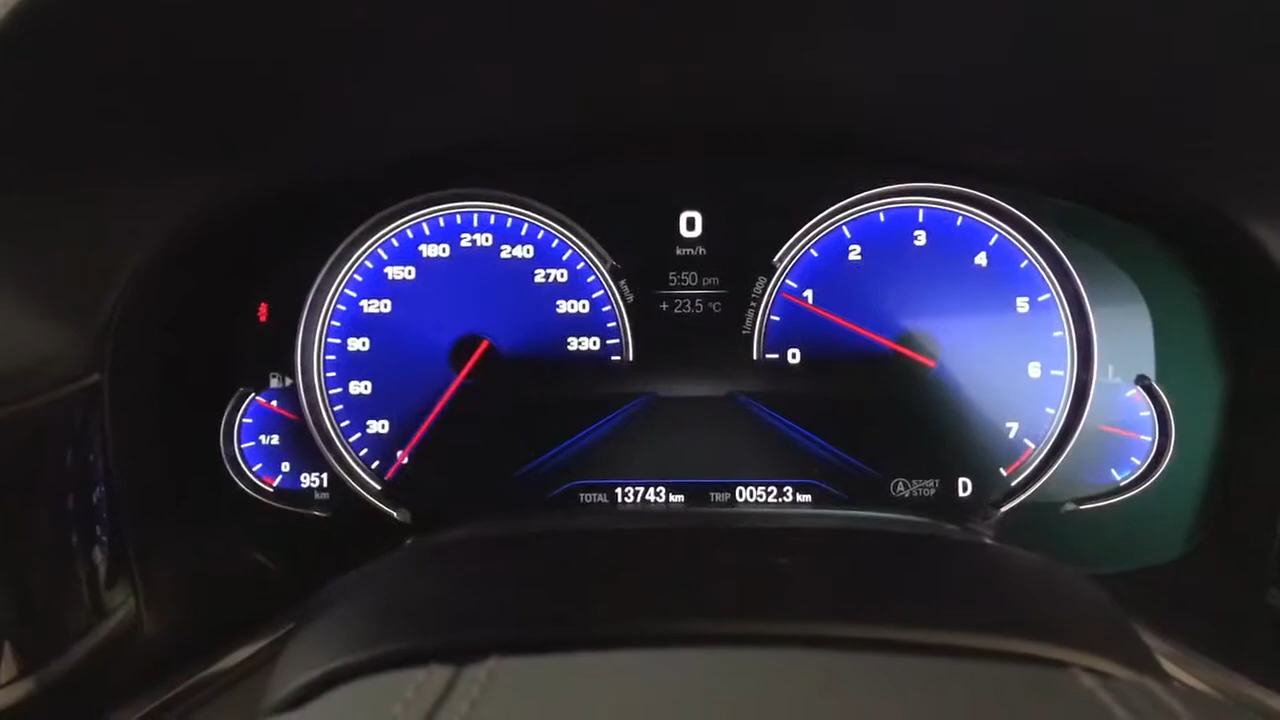 0
km/h
5:50 pm
+ 23.5 °C
210
180
240
150
270
120
300
90
330
60
30
0
km/h
1
1/2
0
951
km
3
2
4
1
5
0
6
7
1/min x 1000
TOTAL 13743 km
TRIP 0052.3 km
A START
STOP
D